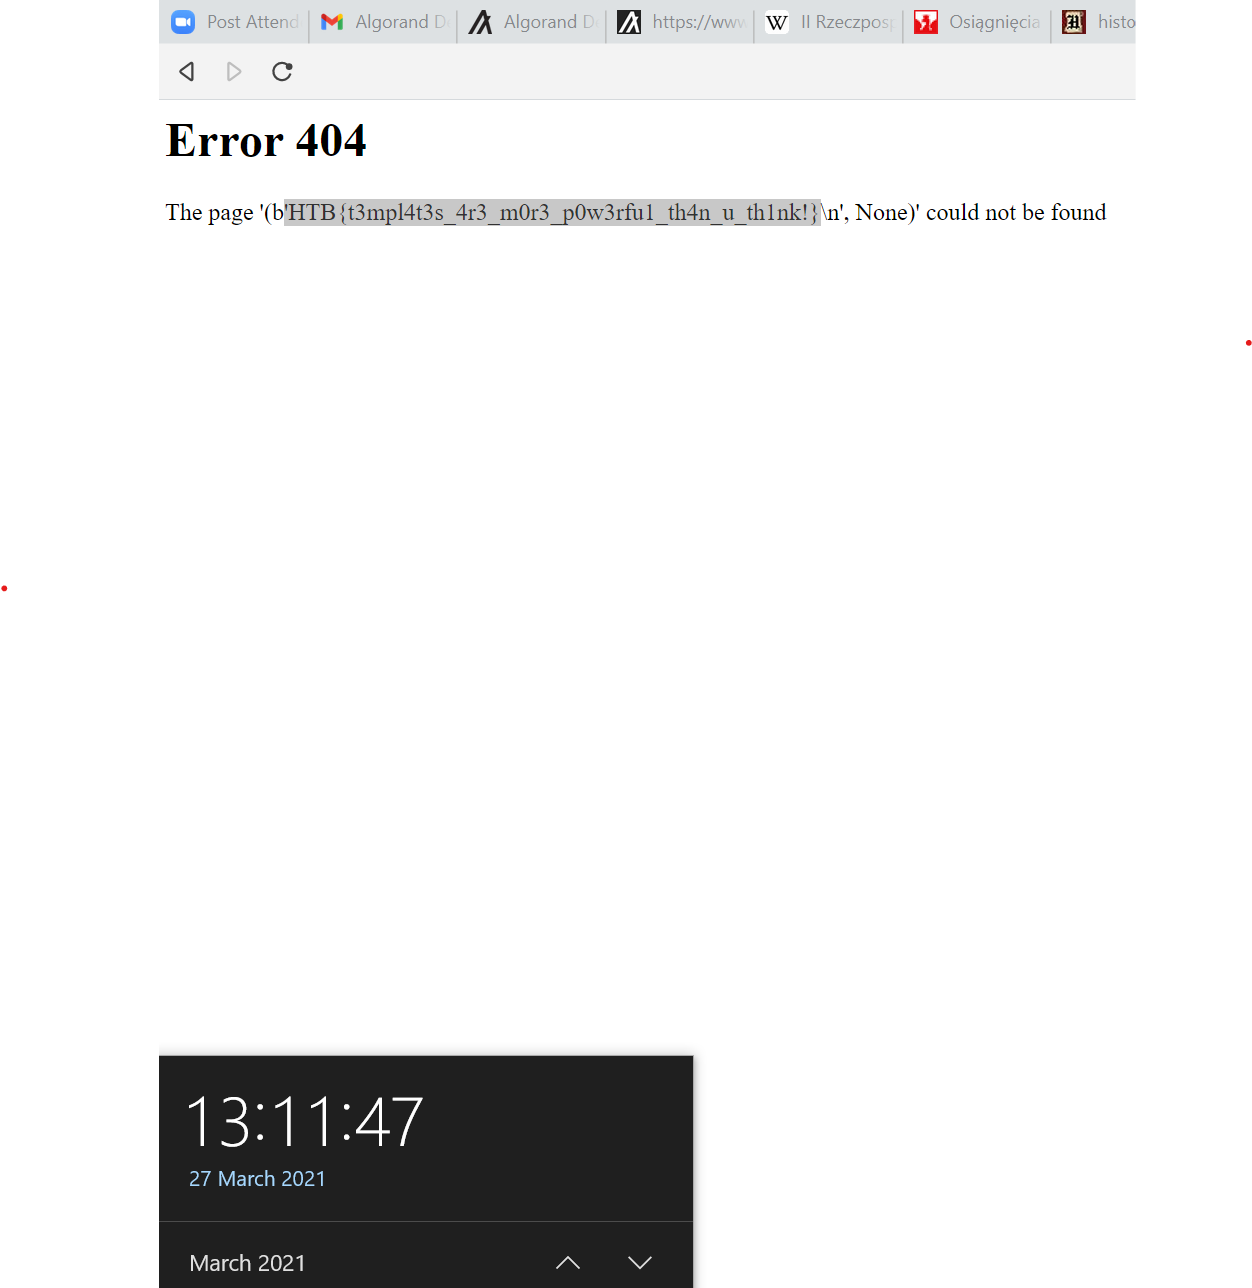 Post Attend
Algorand D
Algorand D
https://www
W
II Rzeczpos
Osiągnięcia
histo
Error 404
The page '(b'HTB{t3mpl4t3s_4r3_m0r3_p0w3rfu1_th4n_u_th1nk!}\n', None)' could not be found
13:11:47
27 March 2021
March 2021